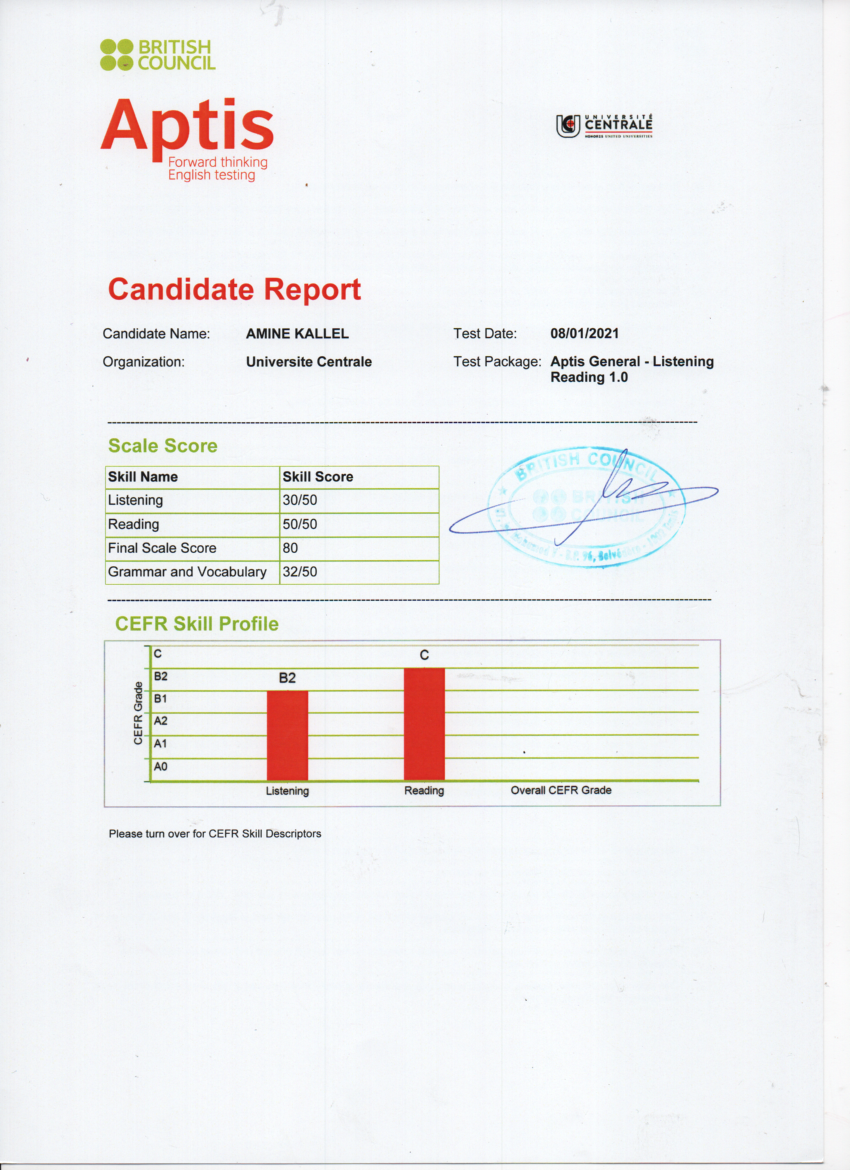 BRITISH
COUNCIL
Aptis
Forward thinking
English testing
UNIVERSITÉ
CENTRALE
HONORIS UNITED UNIVERSITIES
Candidate Report
Candidate Name: AMINE KALLEL Test Date: 08/01/2021
Organization: Universite Centrale Test Package: Aptis General - Listening
Reading 1.0
Scale Score
Skill Name Skill Score
Listening 30/50
Reading 50/50
Final Scale Score 80
Grammar and Vocabulary 32/50
BRITISH COUNCIL
BRITISH
COUNCIL
B.P. 96, Belvédère
CEFR Skill Profile
CEFR Grade
C
B2
B1
A2
A1
A0
B2
C
Listening Reading Overall CEFR Grade
Please turn over for CEFR Skill Descriptors